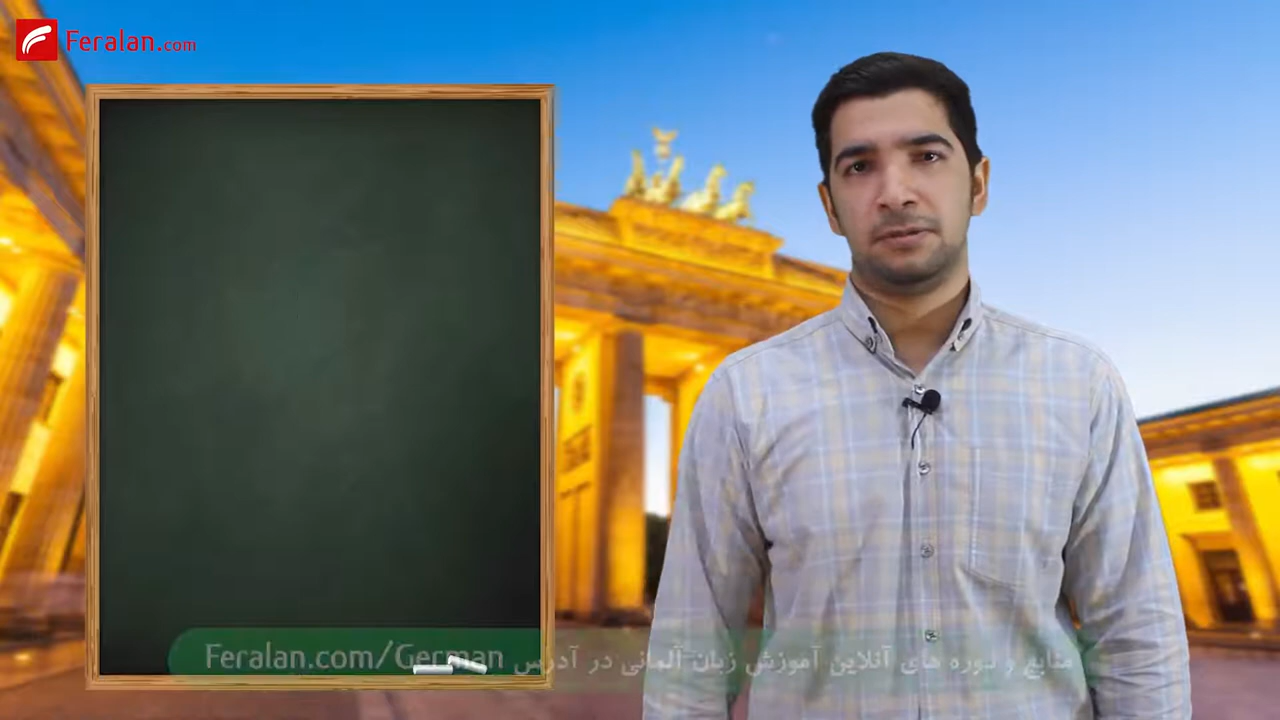 Feralan.com
منابع و دوره های آنلاین آموزش زبان آلمانی در آدرس Feralan.com/German